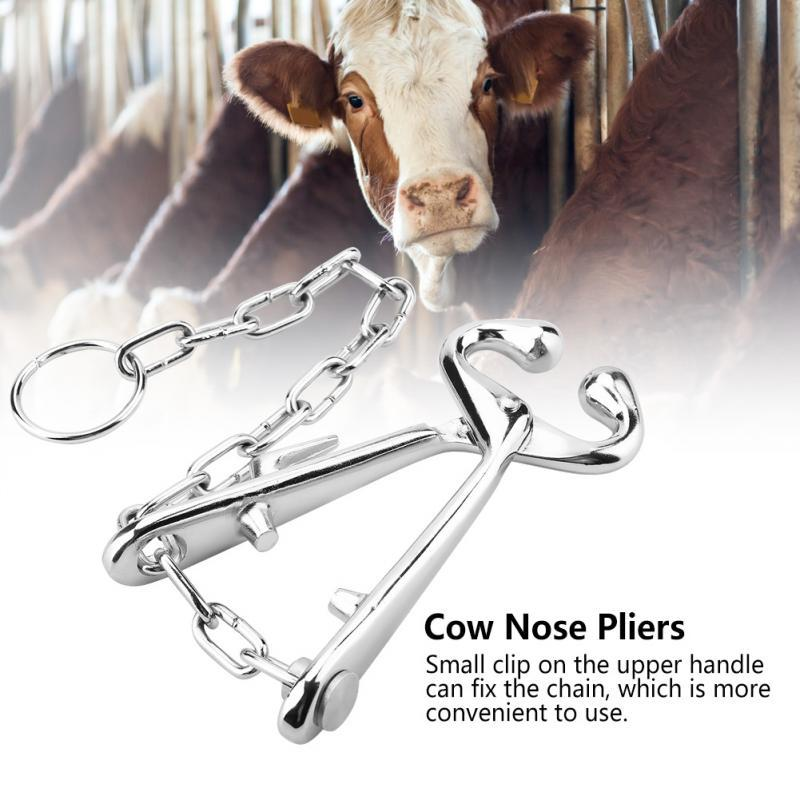 Cow Nose Pliers
Small clip on the upper handle
can fix the chain, which is more
convenient to use.